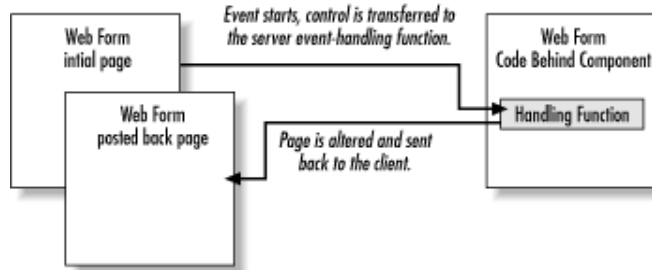 Event starts, control is transferred to
the server event-handling function.
Web Form
intial page
Web Form
Code Behind Component
Handling Function
Web Form
posted back page
Page is altered and sent
back to the client.